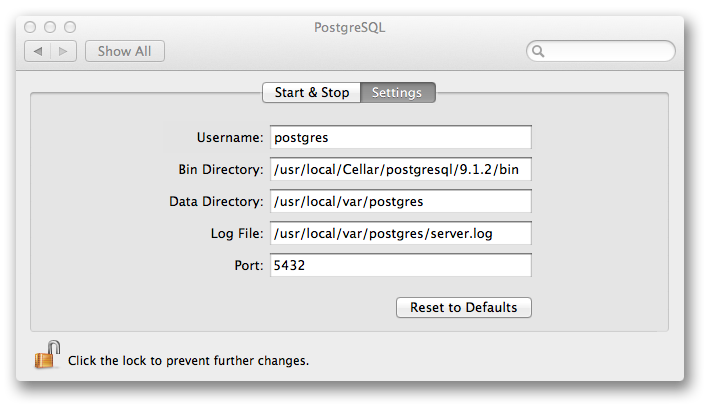 PostgreSQL
Show All
Start & Stop Settings
Username: postgres
Bin Directory: /usr/local/Cellar/postgresql/9.1.2/bin
Data Directory: /usr/local/var/postgres
Log File: /usr/local/var/postgres/server.log
Port: 5432
Reset to Defaults
Click the lock to prevent further changes.